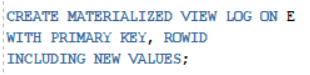 CREATE MATERIALIZED VIEW LOG ON E
WITH PRIMARY KEY, ROWID
INCLUDING NEW VALUES;